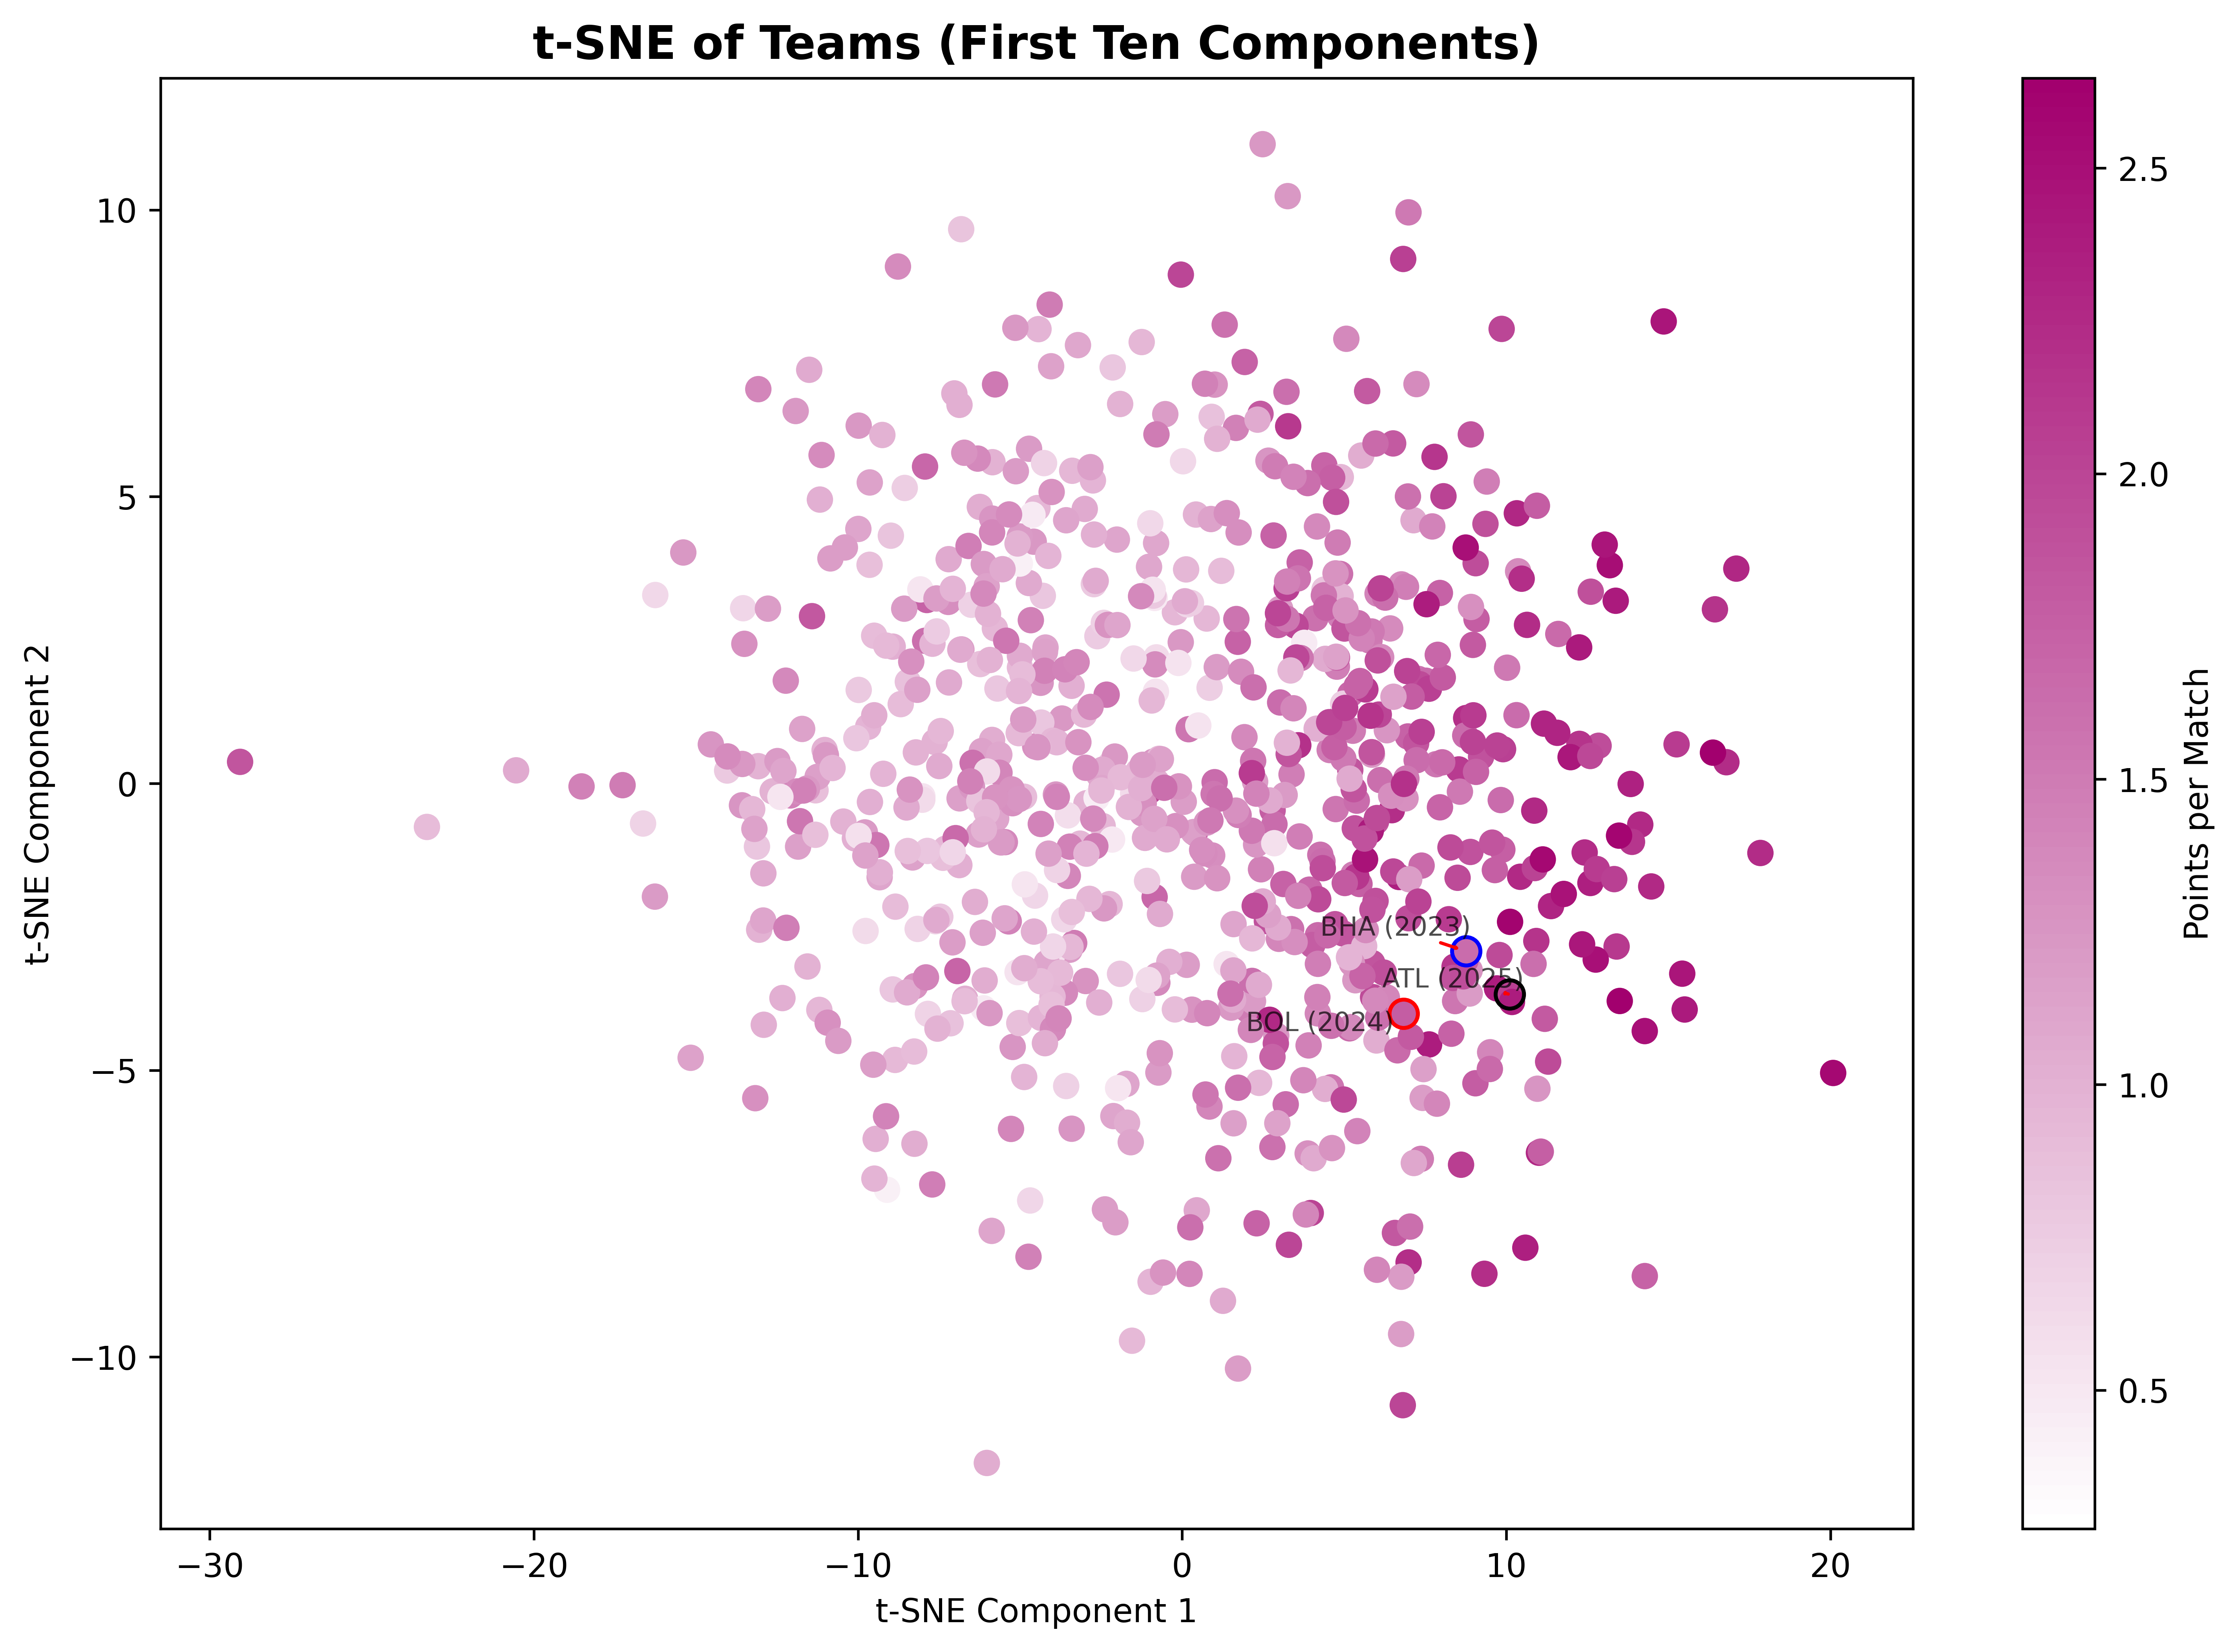 t-SNE of Teams (First Ten Components)
10
5
0
−5
−10
t-SNE Component 2
BHA (2023)
ATL (2025)
BOL (2024)
−30
−20
−10
0
10
20
t-SNE Component 1
2.5
2.0
1.5
1.0
0.5
Points per Match